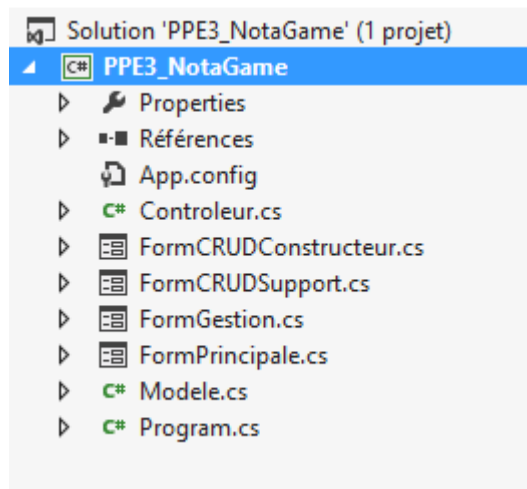 Solution 'PPE3_NotaGame' (1 projet)
C# PPE3_NotaGame
Properties
Références
App.config
C# Controleur.cs
FormCRUDConstructeur.cs
FormCRUDSupport.cs
FormGestion.cs
FormPrincipale.cs
C# Modele.cs
C# Program.cs